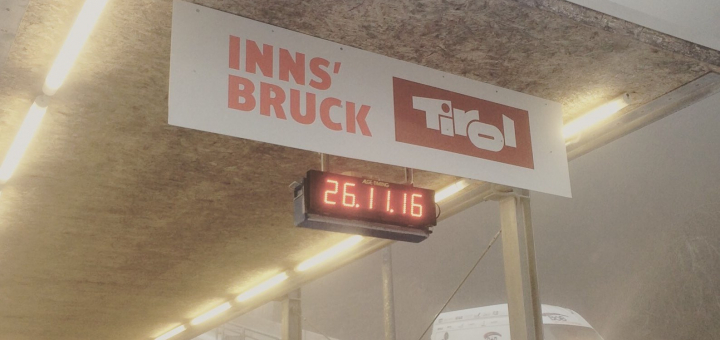 INNS'
BRUCK
Tirol
26.11.16